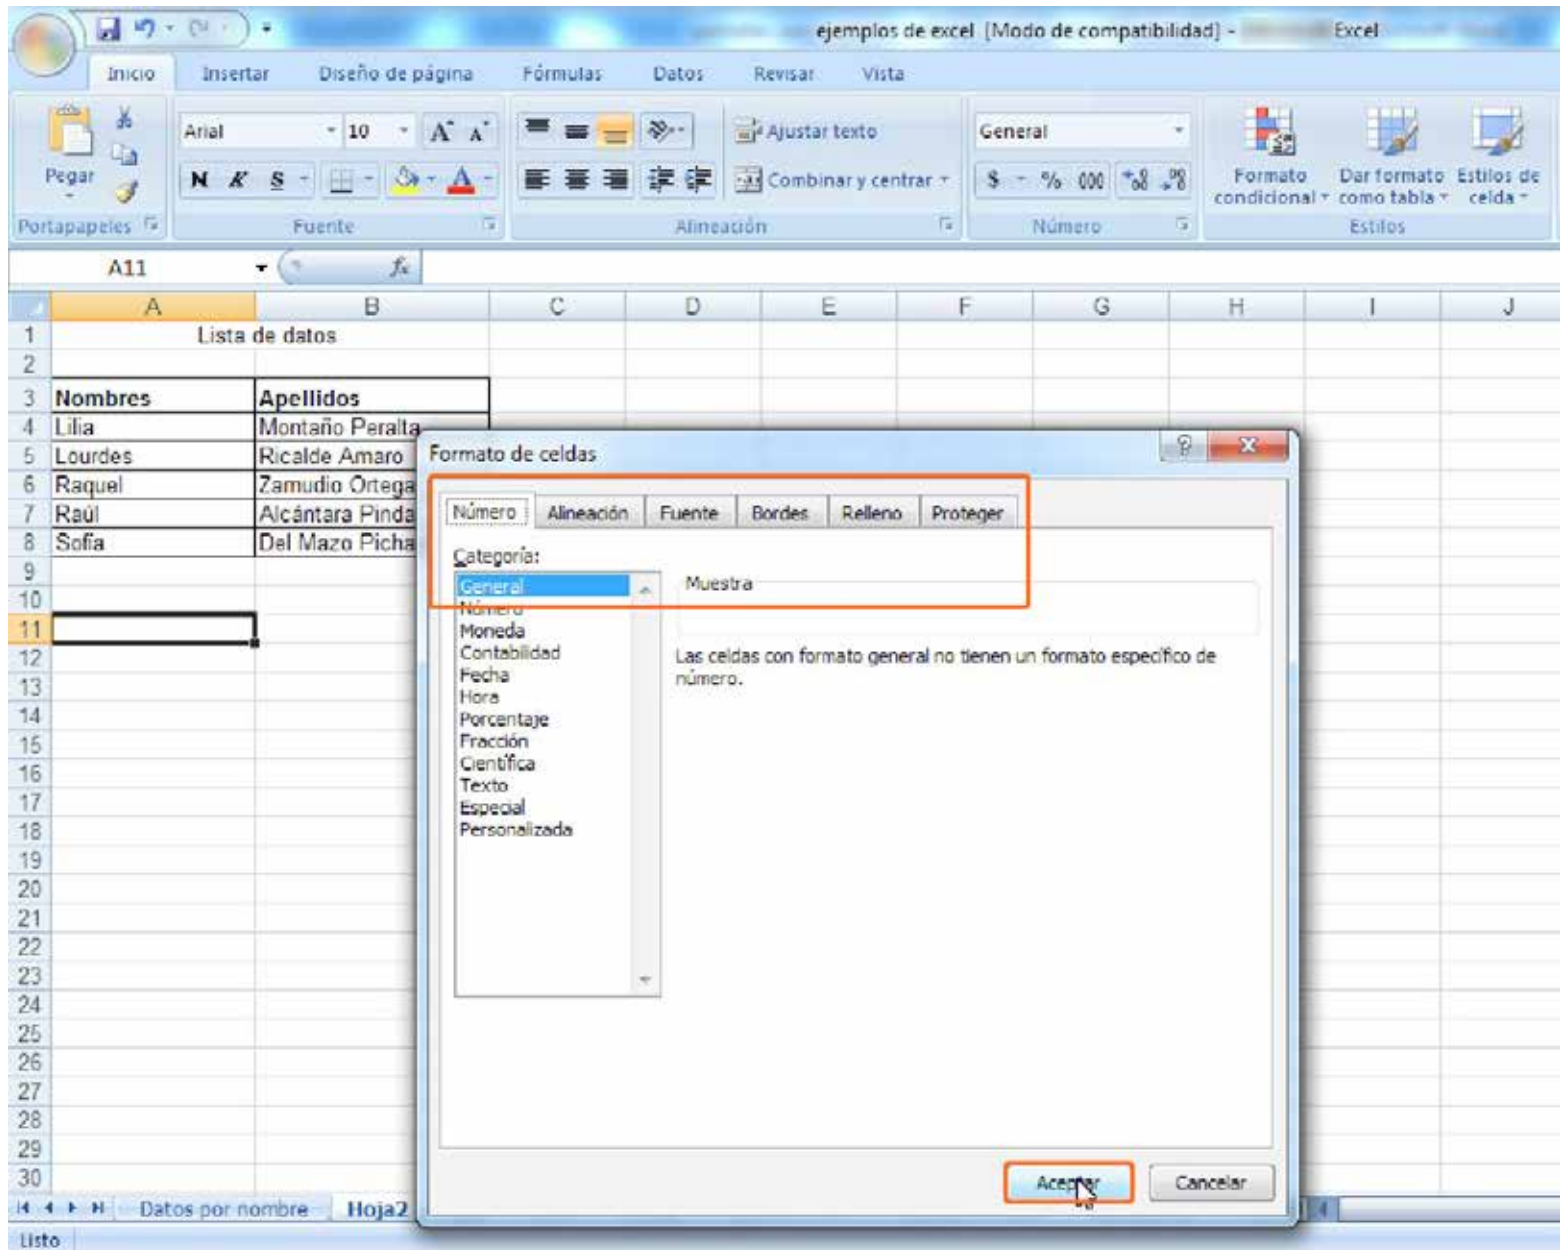 ejemplos de excel [Modo de compatibilidad] - Excel
Inicio Insertar Diseño de página Fórmulas Datos Revisar Vista
Pegar
Portapapeles
Arial 10 A A
N K S A
Fuente
Ajustar texto
Combinar y centrar
Alineación
General
$ % 000
Número
Formato condicional
Dar formato como tabla
Estilos de celda
Estilos
A11 fx
A B C D E F G H I J
1 Lista de datos
2
3 Nombres Apellidos
4 Lilia Montaño Peralta
5 Lourdes Ricalde Amaro
6 Raquel Zamudio Ortega
7 Raúl Alcántara Pinda
8 Sofía Del Mazo Picha
9
10
11
12
13
14
15
16
17
18
19
20
21
22
23
24
25
26
27
28
29
30
Formato de celdas
Número Alineación Fuente Bordes Relleno Proteger
Categoría:
General
Número
Moneda
Contabilidad
Fecha
Hora
Porcentaje
Fracción
Científica
Texto
Especial
Personalizada
Muestra
Las celdas con formato general no tienen un formato específico de
número.
Aceptar Cancelar
Datos por nombre Hoja2
Listo